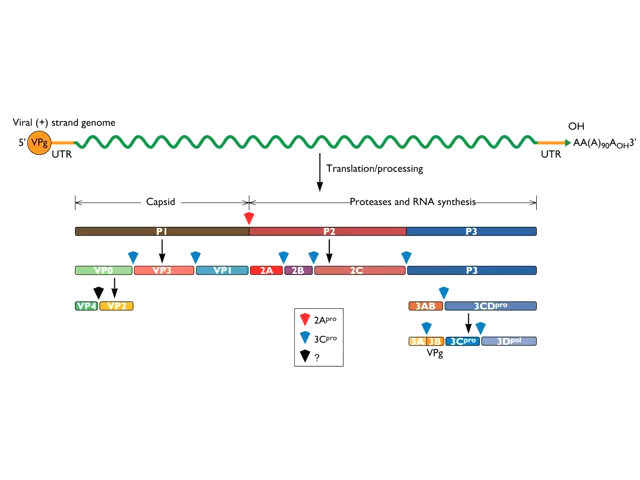 Viral (+) strand genome
OH
5' VPg AA(A)90AOH3'
UTR UTR
Translation/processing
Capsid Proteases and RNA synthesis
P1 P2 P3
VP0 VP3 VP1 2A 2B 2C P3
VP4 VP2 3AB 3CDpro
2Apro
3Cpro
?
3A 3B 3Cpro 3Dpol
VPg